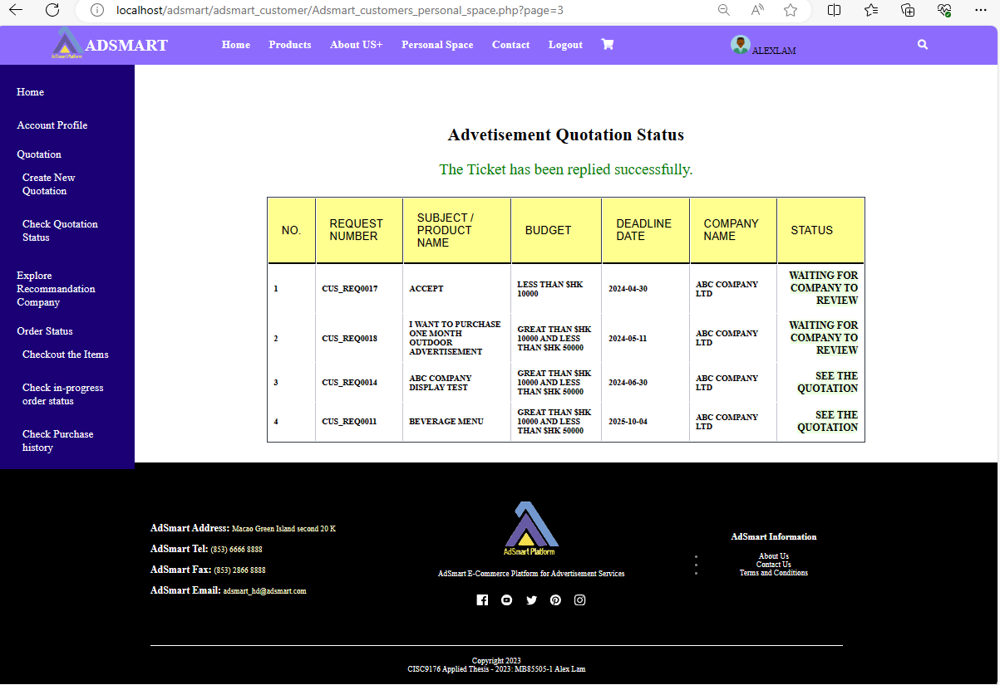 localhost/adsmart/adsmart_customer/Adsmart_customers_personal_space.php?page=3
AdSmart Platform
ADSMART
Home
Products
About US+
Personal Space
Contact
Logout
ALEXLAM
Home
Account Profile
Quotation
Create New
Quotation
Check Quotation
Status
Explore
Recommandation
Company
Order Status
Checkout the Items
Check in-progress
order status
Check Purchase
history
Advetisement Quotation Status
The Ticket has been replied successfully.
NO.
REQUEST
NUMBER
SUBJECT /
PRODUCT
NAME
BUDGET
DEADLINE
DATE
COMPANY
NAME
STATUS
1
CUS_REQ0017
ACCEPT
LESS THAN $HK
10000
2024-04-30
ABC COMPANY
LTD
WAITING FOR
COMPANY TO
REVIEW
2
CUS_REQ0018
I WANT TO PURCHASE
ONE MONTH
OUTDOOR
ADVERTISEMENT
GREAT THAN $HK
10000 AND LESS
THAN $HK 50000
2024-05-11
ABC COMPANY
LTD
WAITING FOR
COMPANY TO
REVIEW
3
CUS_REQ0014
ABC COMPANY
DISPLAY TEST
GREAT THAN $HK
10000 AND LESS
THAN $HK 50000
2024-06-30
ABC COMPANY
LTD
SEE THE
QUOTATION
4
CUS_REQ0011
BEVERAGE MENU
GREAT THAN $HK
10000 AND LESS
THAN $HK 50000
2025-10-04
ABC COMPANY
LTD
SEE THE
QUOTATION
AdSmart Address: Macao Green Island second 20 K
AdSmart Tel: (853) 6666 8888
AdSmart Fax: (853) 2866 8888
AdSmart Email: adsmart_hd@adsmart.com
AdSmart Platform
AdSmart E-Commerce Platform for Advertisement Services
AdSmart Information
About Us
Contact Us
Terms and Conditions
Copyright 2023
CISC9176 Applied Thesis - 2023: MB85505-1 Alex Lam